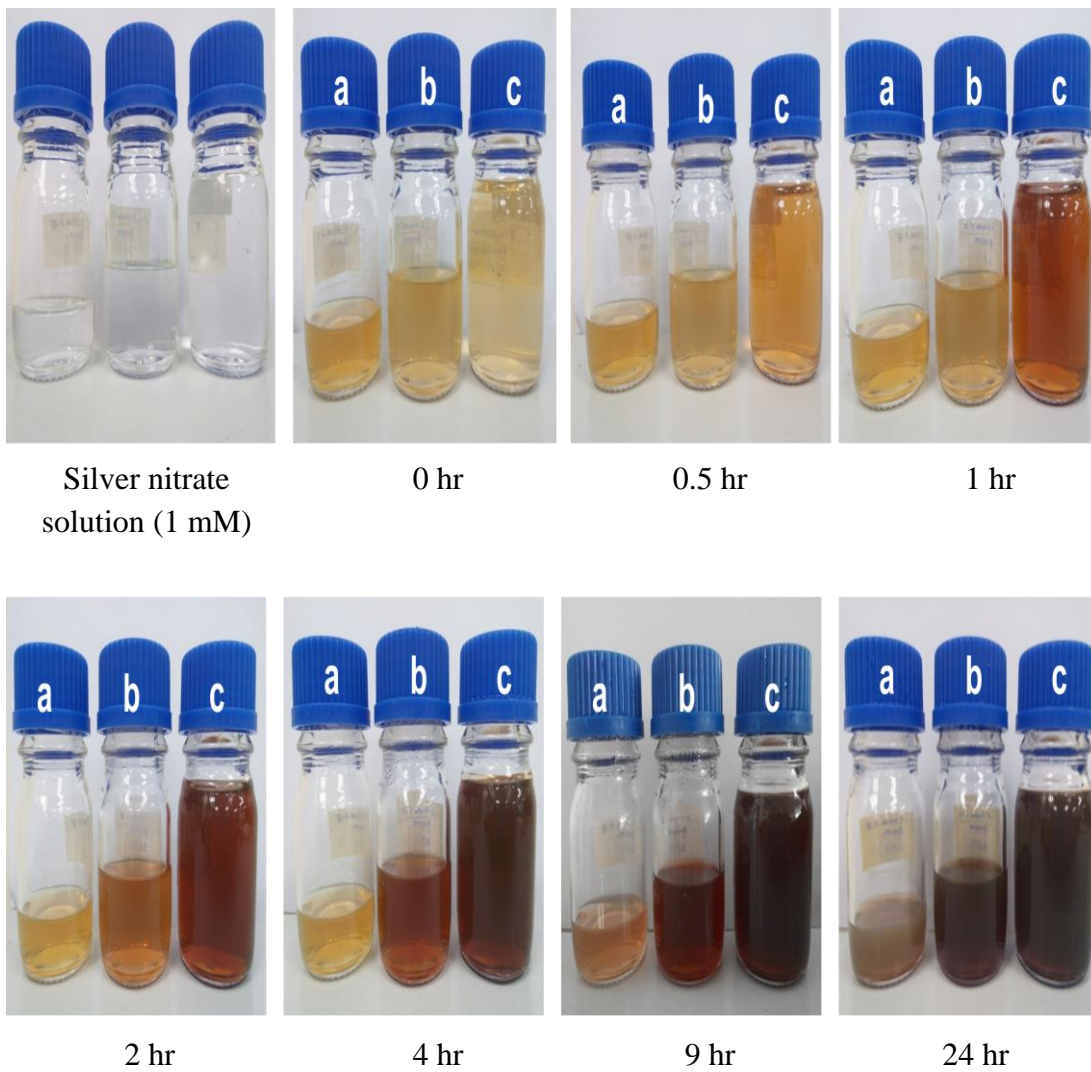 a b c
a b c
a b c
Silver nitrate
solution (1 mM)
0 hr
0.5 hr
1 hr
a b c
a b c
a b c
a b c
2 hr
4 hr
9 hr
24 hr